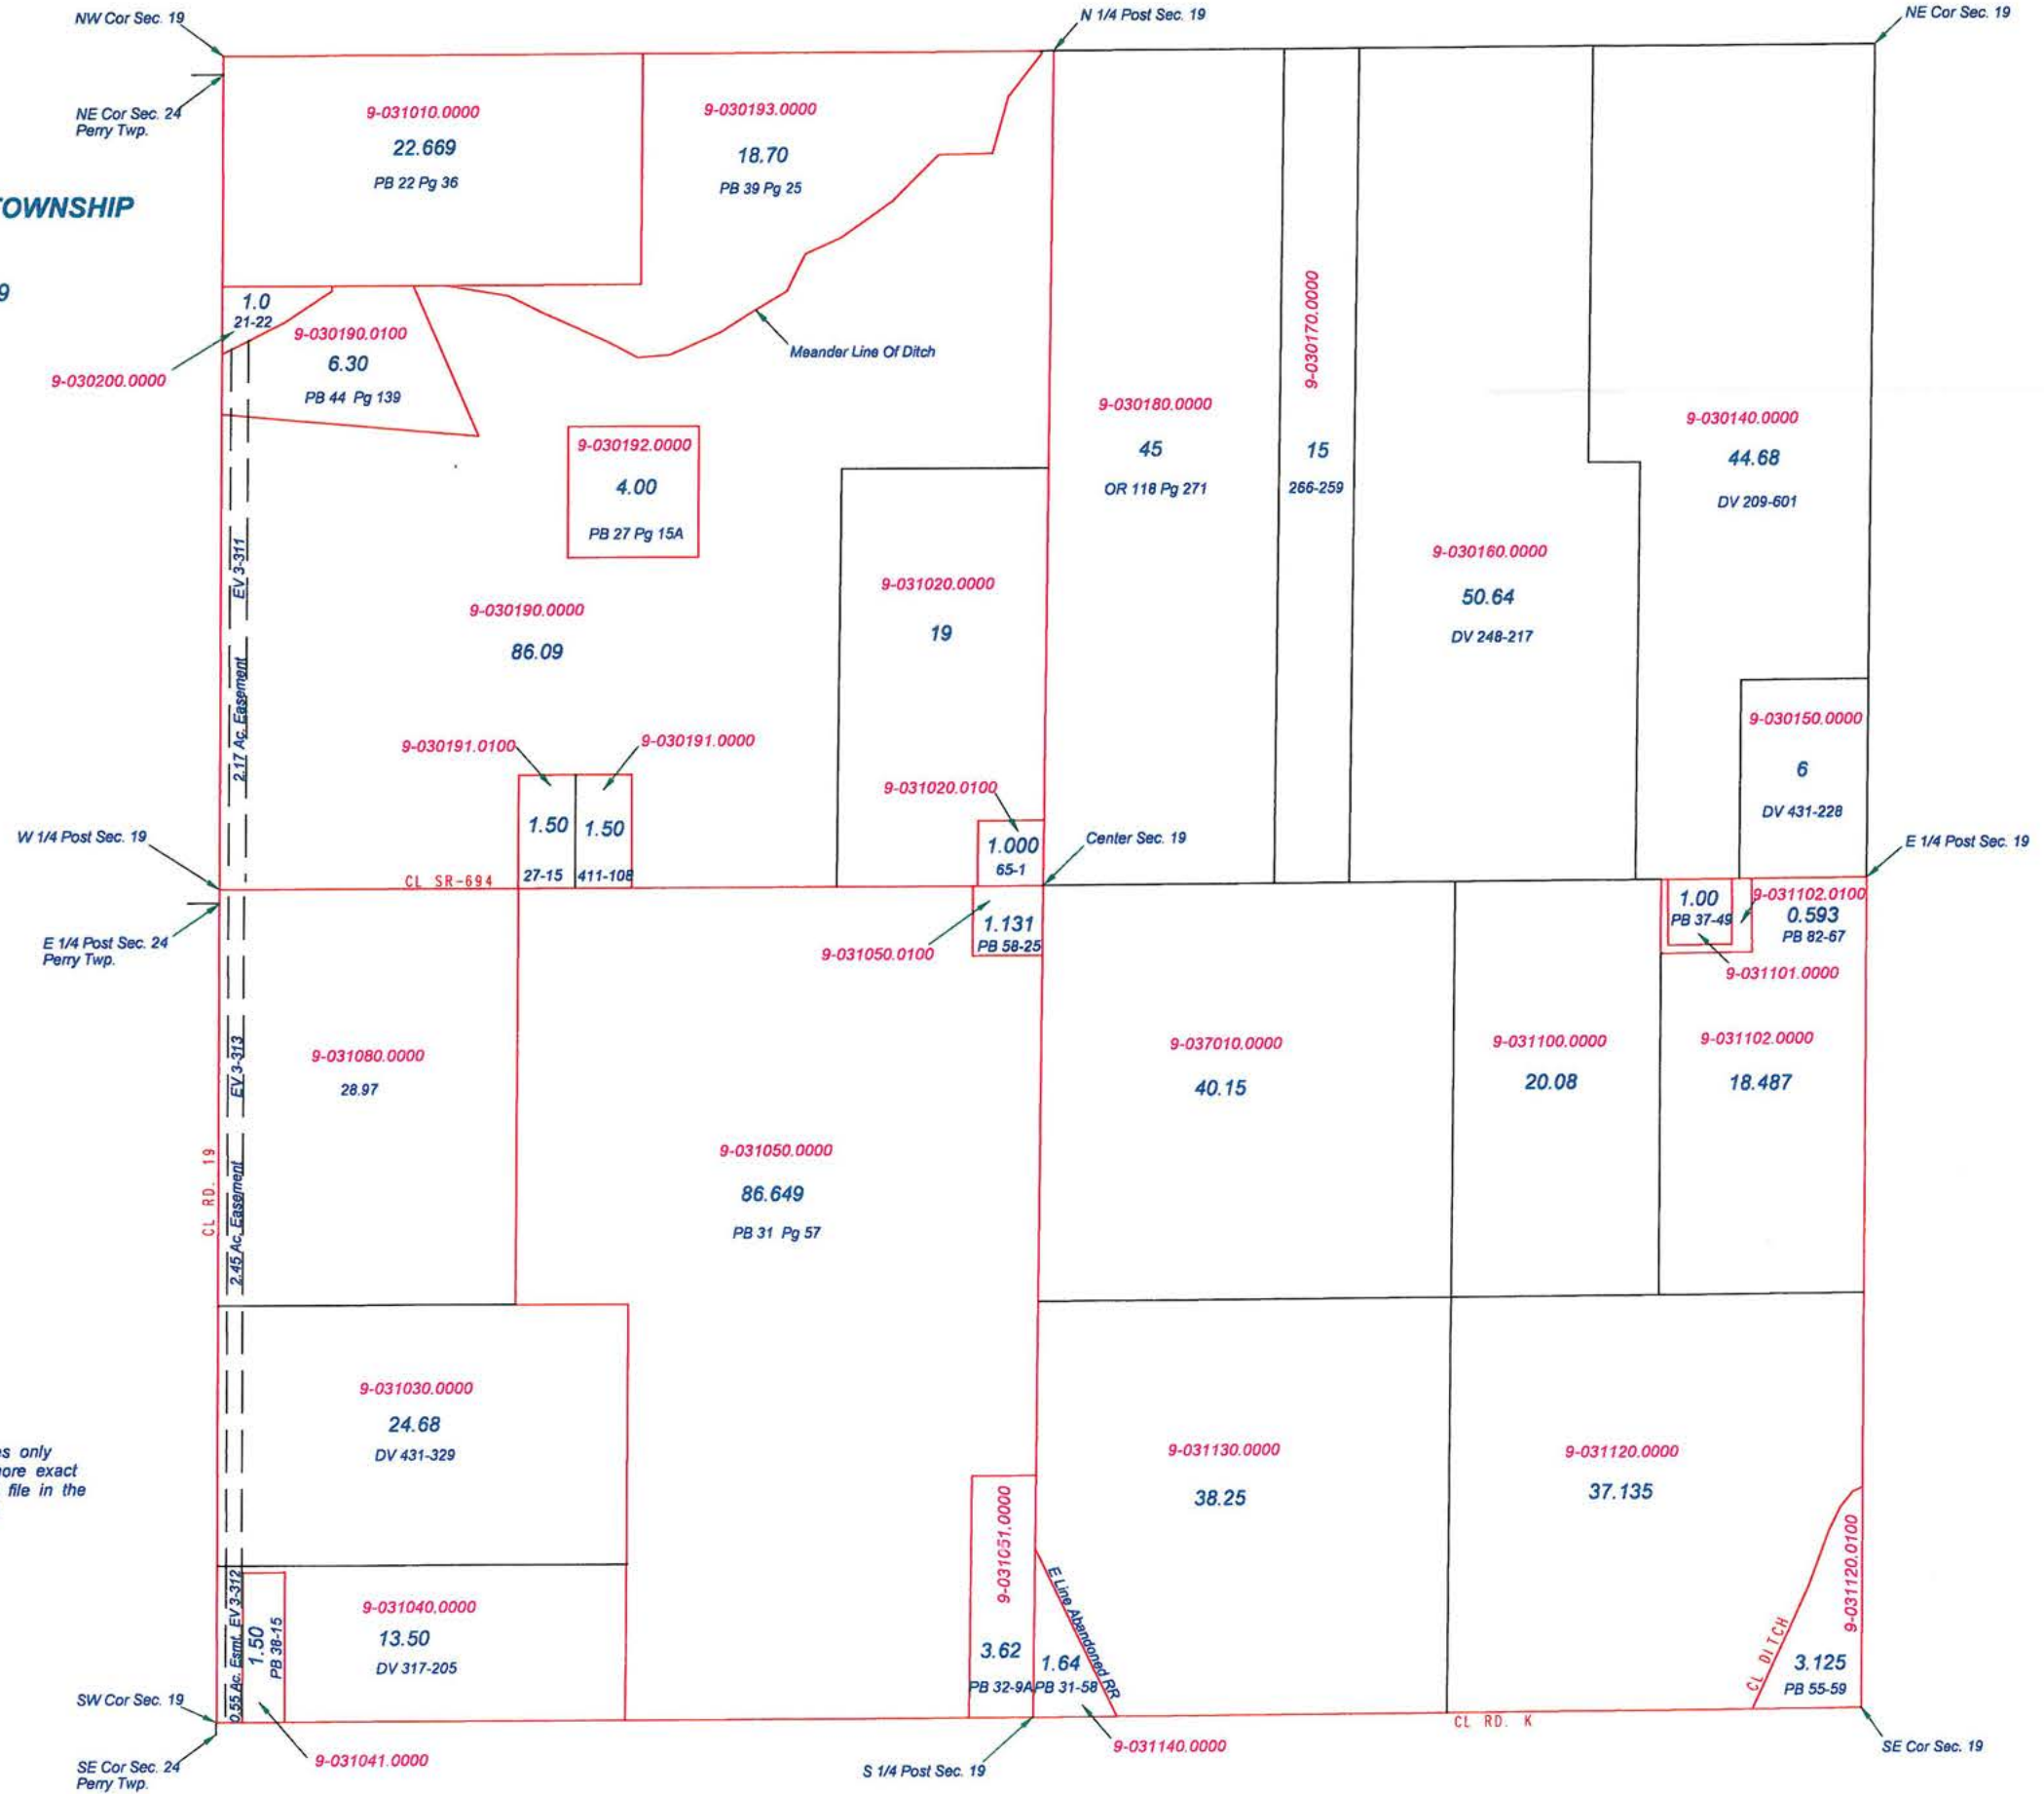 NW Cor Sec. 19
N 1/4 Post Sec. 19
NE Cor Sec. 19
NE Cor Sec. 24
Perry Twp.
OWNSHIP
9
9-031010.0000
22.669
PB 22 Pg 36
9-030193.0000
18.70
PB 39 Pg 25
1.0
21-22
9-030200.0000
9-030190.0100
6.30
PB 44 Pg 139
Meander Line Of Ditch
9-030192.0000
4.00
PB 27 Pg 15A
9-030190.0000
86.09
2.17 Ac. Easement EV 3-311
9-031020.0000
19
9-030191.0100
9-030191.0000
1.50
27-15
1.50
411-108
9-031020.0100
1.000
65-1
9-030180.0000
45
OR 118 Pg 271
9-030170.0000
15
266-259
9-030160.0000
50.64
DV 248-217
9-030140.0000
44.68
DV 209-601
9-030150.0000
6
DV 431-228
W 1/4 Post Sec. 19
CL SR-694
Center Sec. 19
E 1/4 Post Sec. 19
E 1/4 Post Sec. 24
Perry Twp.
9-031050.0100
1.131
PB 58-25
1.00
PB 37-49
9-031102.0100
0.593
PB 82-67
9-031101.0000
9-031080.0000
28.97
CL RD. 19
2.45 Ac. Easement EV 3-313
9-031050.0000
86.649
PB 31 Pg 57
9-037010.0000
40.15
9-031100.0000
20.08
9-031102.0000
18.487
9-031030.0000
24.68
DV 431-329
s only
ore exact
file in the
0.55 Ac. Esmt. EV 3-312
1.50
PB 38-15
9-031040.0000
13.50
DV 317-205
9-031051.0000
3.62
PB 32-9A
1.64
PB 31-58
E Line Abandoned RR
9-031130.0000
38.25
9-031120.0000
37.135
CL DITCH
9-031120.0100
3.125
PB 55-59
SW Cor Sec. 19
SE Cor Sec. 24
Perry Twp.
9-031041.0000
S 1/4 Post Sec. 19
9-031140.0000
CL RD. K
SE Cor Sec. 19